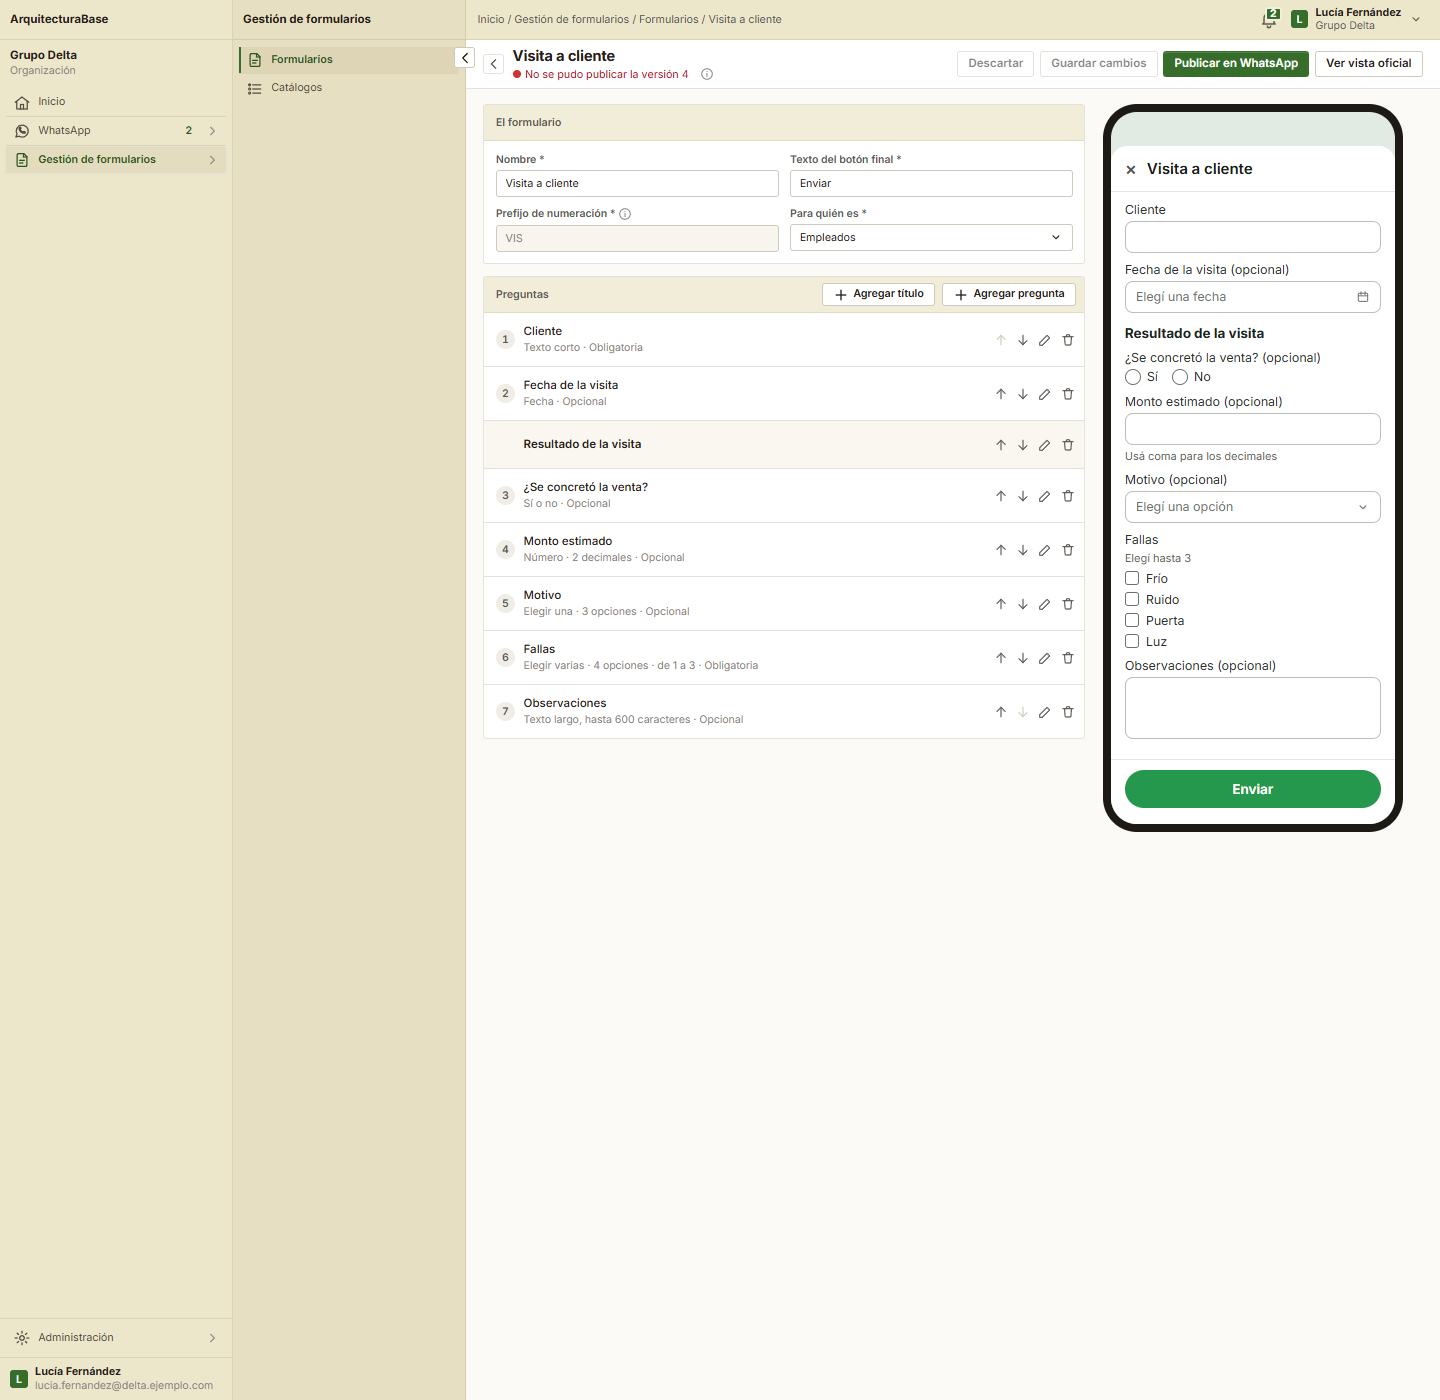 ArquitecturaBase
Grupo Delta
Organización
Inicio
WhatsApp 2
Gestión de formularios
Administración
L Lucía Fernández
lucia.fernandez@delta.ejemplo.com
Gestión de formularios
Formularios
Catálogos
Inicio / Gestión de formularios / Formularios / Visita a cliente
2
L Lucía Fernández
Grupo Delta
Visita a cliente
No se pudo publicar la versión 4
Descartar
Guardar cambios
Publicar en WhatsApp
Ver vista oficial
El formulario
Nombre *
Visita a cliente
Texto del botón final *
Enviar
Prefijo de numeración *
VIS
Para quién es *
Empleados
Preguntas
Agregar título
Agregar pregunta
1 Cliente
Texto corto · Obligatoria
2 Fecha de la visita
Fecha · Opcional
Resultado de la visita
3 ¿Se concretó la venta?
Sí o no · Opcional
4 Monto estimado
Número · 2 decimales · Opcional
5 Motivo
Elegir una · 3 opciones · Opcional
6 Fallas
Elegir varias · 4 opciones · de 1 a 3 · Obligatoria
7 Observaciones
Texto largo, hasta 600 caracteres · Opcional
Visita a cliente
Cliente
Fecha de la visita (opcional)
Elegí una fecha
Resultado de la visita
¿Se concretó la venta? (opcional)
Sí No
Monto estimado (opcional)
Usá coma para los decimales
Motivo (opcional)
Elegí una opción
Fallas
Elegí hasta 3
Frío
Ruido
Puerta
Luz
Observaciones (opcional)
Enviar